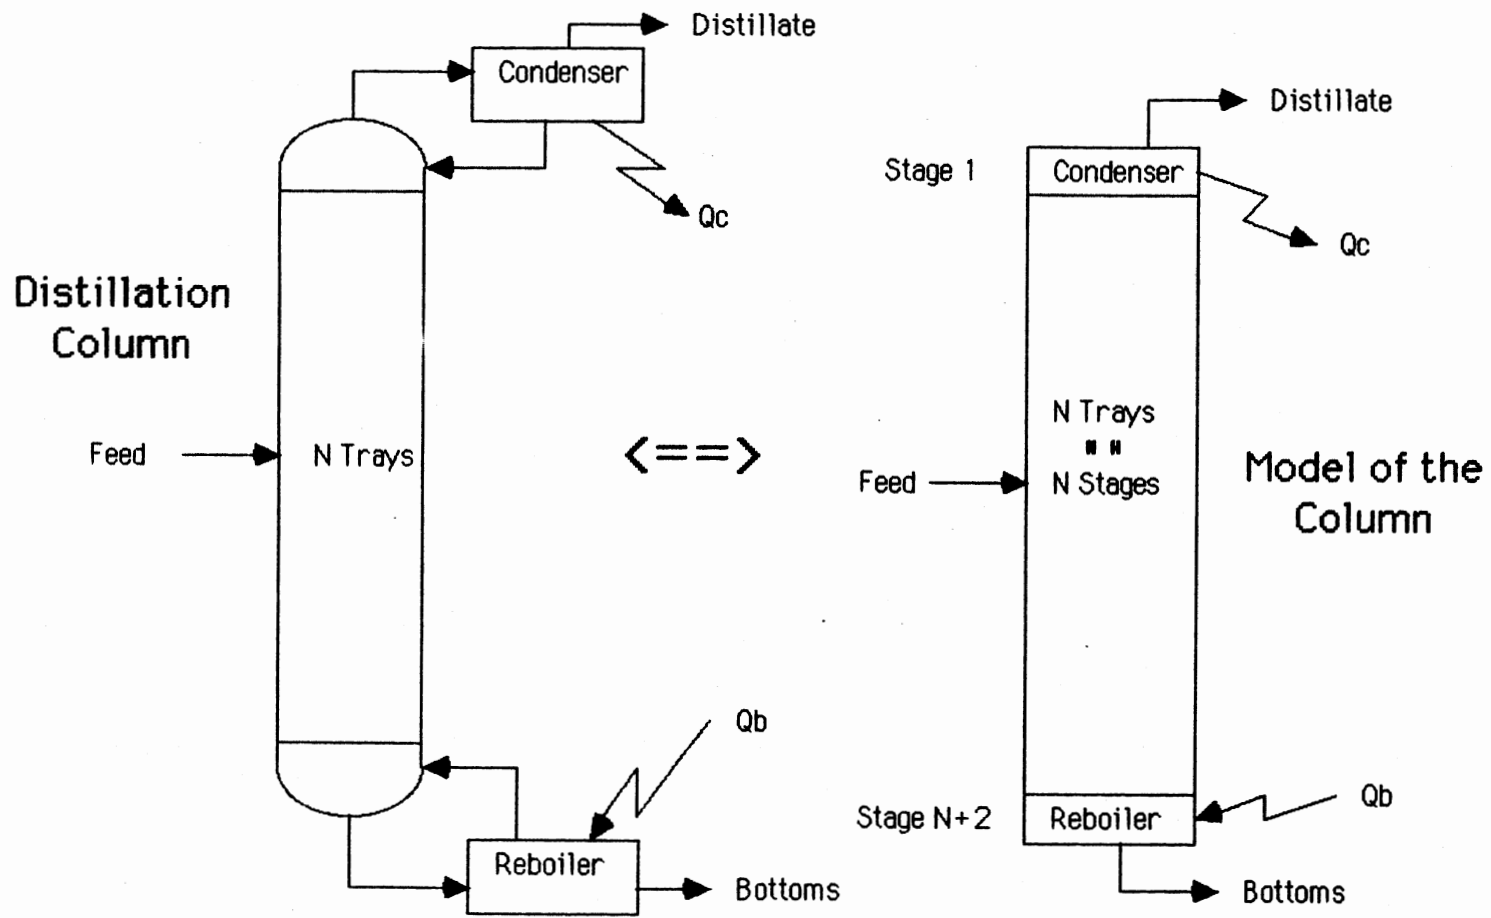 Distillate
Condenser
Qc
Distillation
Column
Feed
N Trays
Qb
Reboiler
Bottoms
<==>
Distillate
Stage 1
Condenser
Qc
N Trays
" "
N Stages
Feed
Model of the
Column
Qb
Stage N+2
Reboiler
Bottoms